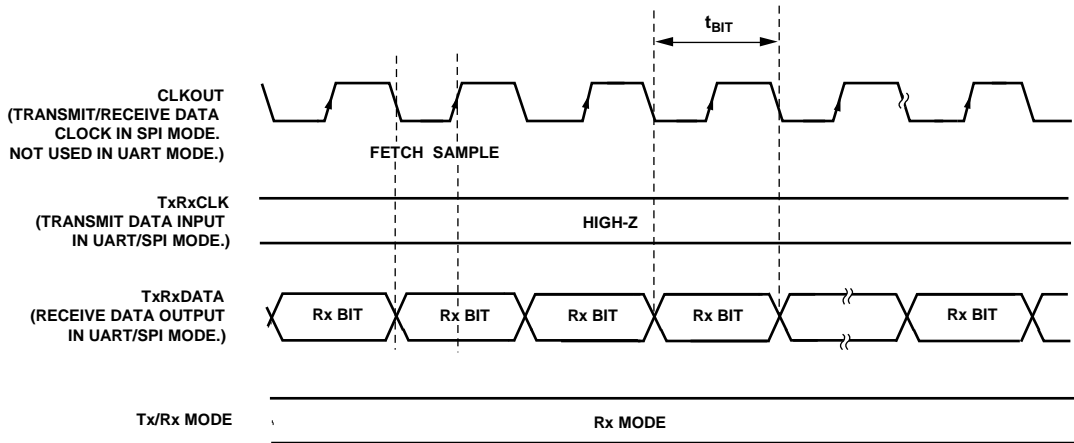 tBIT
CLKOUT
(TRANSMIT/RECEIVE DATA
CLOCK IN SPI MODE.
NOT USED IN UART MODE.)
FETCH SAMPLE
TxRxCLK
(TRANSMIT DATA INPUT
IN UART/SPI MODE.)
HIGH-Z
TxRxDATA
(RECEIVE DATA OUTPUT
IN UART/SPI MODE.)
Rx BIT Rx BIT Rx BIT Rx BIT Rx BIT
Tx/Rx MODE
Rx MODE